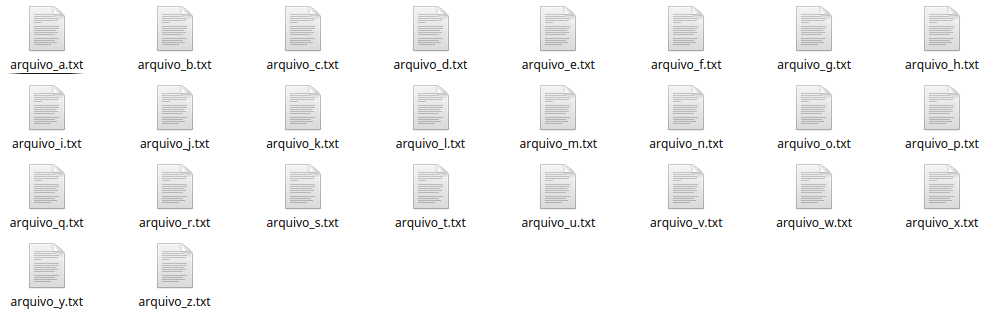 arquivo_a.txt arquivo_b.txt arquivo_c.txt arquivo_d.txt arquivo_e.txt arquivo_f.txt arquivo_g.txt arquivo_h.txt
arquivo_i.txt arquivo_j.txt arquivo_k.txt arquivo_l.txt arquivo_m.txt arquivo_n.txt arquivo_o.txt arquivo_p.txt
arquivo_q.txt arquivo_r.txt arquivo_s.txt arquivo_t.txt arquivo_u.txt arquivo_v.txt arquivo_w.txt arquivo_x.txt
arquivo_y.txt arquivo_z.txt